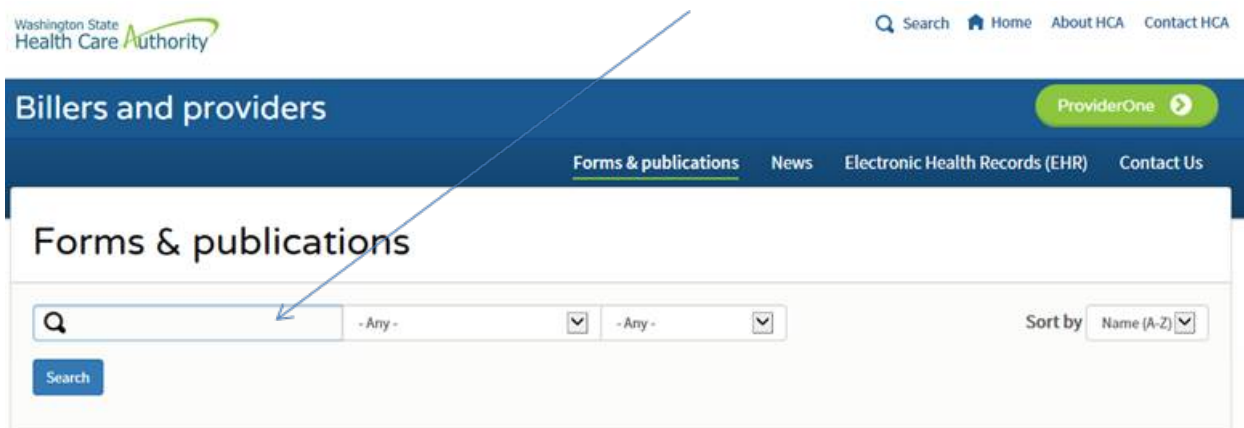 Washington State
Health Care Authority
Search Home About HCA Contact HCA
Billers and providers
ProviderOne
Forms & publications News Electronic Health Records (EHR) Contact Us
Forms & publications
- Any - - Any - Sort by Name (A-Z)
Search